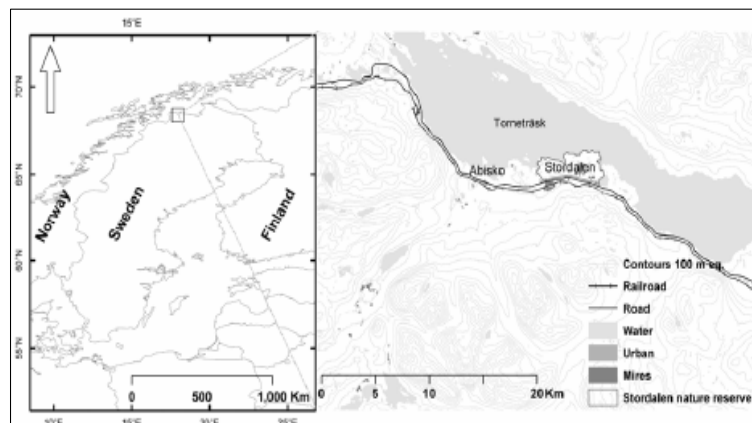 15°E
70°N
65°N
60°N
55°N
Norway
Sweden
Finland
0 500 1,000 Km
10°E 15°E 20°E 25°E
Torneträsk
Abisko
Stordalen
Contours 100 m eq
Railroad
Road
Water
Urban
Mires
Stordalen nature reserve
0 5 10 20 Km